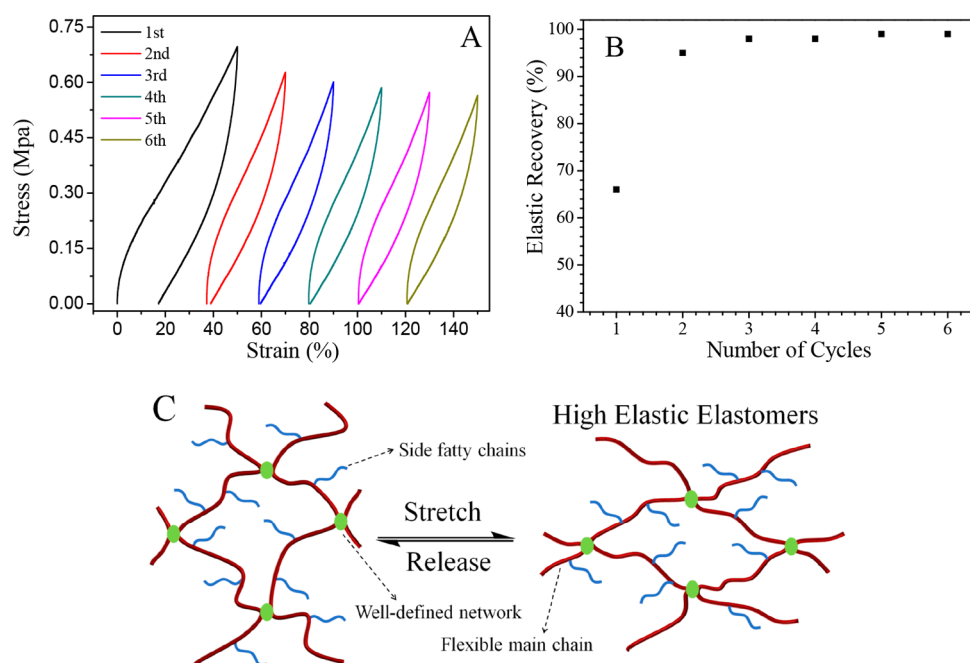 A
1st
2nd
3rd
4th
5th
6th
0.75
0.60
0.45
0.30
0.15
0.00
Stress (Mpa)
0 20 40 60 80 100 120 140
Strain (%)
B
100
90
80
70
60
50
40
Elastic Recovery (%)
1 2 3 4 5 6
Number of Cycles
C
High Elastic Elastomers
Side fatty chains
Stretch
Release
Well-defined network
Flexible main chain